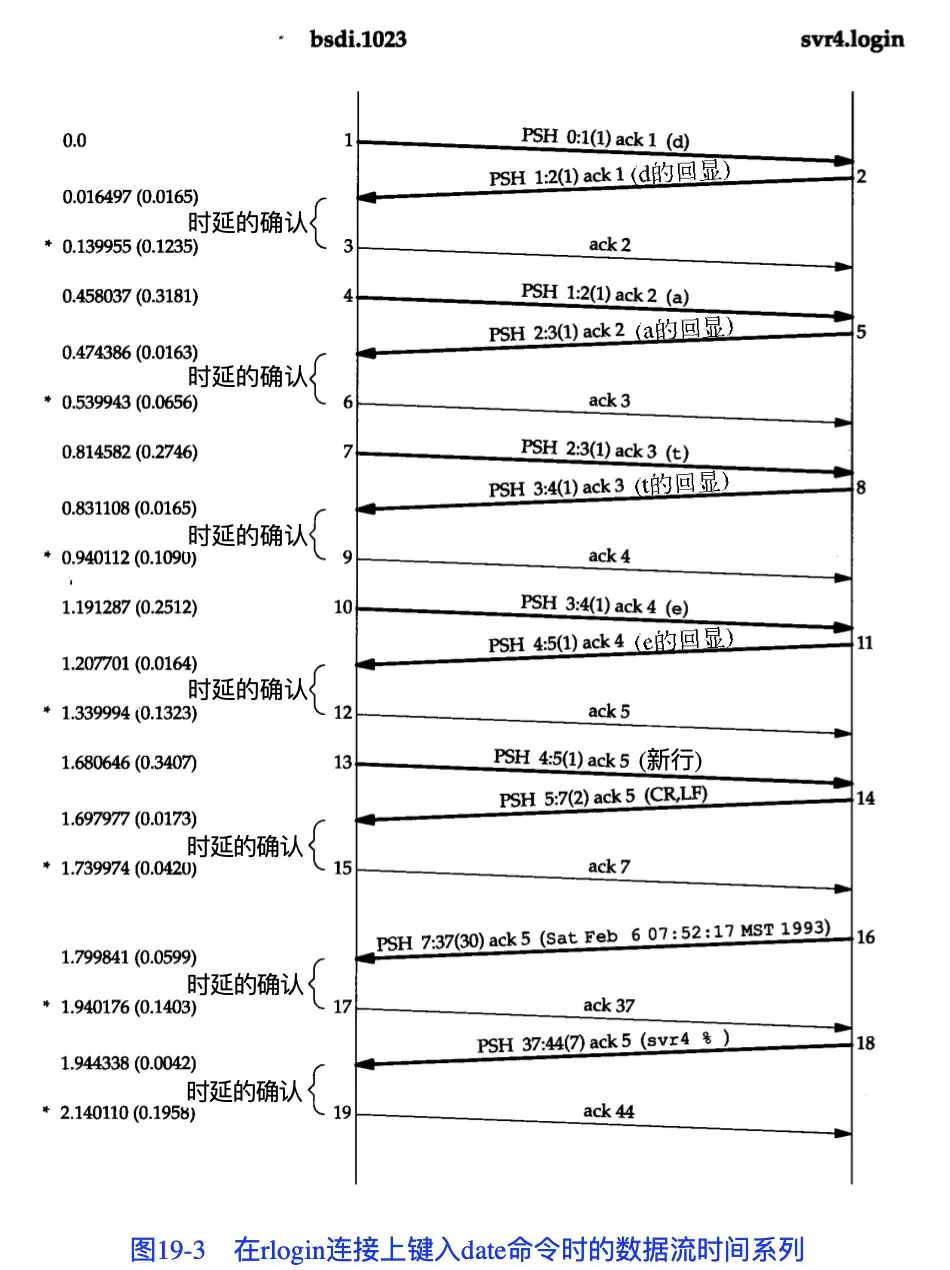 bsdi.1023 svr4.login
0.0 1 PSH 0:1(1) ack 1 (d)
PSH 1:2(1) ack 1 (d的回显) 2
0.016497 (0.0165)
时延的确认
* 0.139955 (0.1235) 3 ack 2
0.458037 (0.3181) 4 PSH 1:2(1) ack 2 (a)
PSH 2:3(1) ack 2 (a的回显) 5
0.474386 (0.0163)
时延的确认
* 0.539943 (0.0656) 6 ack 3
0.814582 (0.2746) 7 PSH 2:3(1) ack 3 (t)
PSH 3:4(1) ack 3 (t的回显) 8
0.831108 (0.0165)
时延的确认
* 0.940112 (0.1090) 9 ack 4
1.191287 (0.2512) 10 PSH 3:4(1) ack 4 (e)
PSH 4:5(1) ack 4 (e的回显) 11
1.207701 (0.0164)
时延的确认
* 1.339994 (0.1323) 12 ack 5
1.680646 (0.3407) 13 PSH 4:5(1) ack 5 (新行)
PSH 5:7(2) ack 5 (CR,LF) 14
1.697977 (0.0173)
时延的确认
* 1.739974 (0.0420) 15 ack 7
PSH 7:37(30) ack 5 (Sat Feb 6 07:52:17 MST 1993) 16
1.799841 (0.0599)
时延的确认
* 1.940176 (0.1403) 17 ack 37
PSH 37:44(7) ack 5 (svr4 % ) 18
1.944338 (0.0042)
时延的确认
* 2.140110 (0.1958) 19 ack 44
图19-3 在rlogin连接上键入date命令时的数据流时间系列